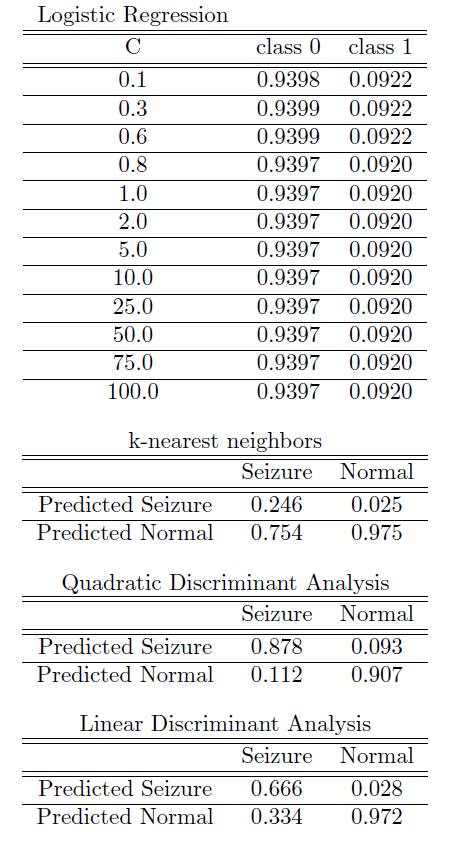 Logistic Regression
C class 0 class 1
0.1 0.9398 0.0922
0.3 0.9399 0.0922
0.6 0.9399 0.0922
0.8 0.9397 0.0920
1.0 0.9397 0.0920
2.0 0.9397 0.0920
5.0 0.9397 0.0920
10.0 0.9397 0.0920
25.0 0.9397 0.0920
50.0 0.9397 0.0920
75.0 0.9397 0.0920
100.0 0.9397 0.0920
k-nearest neighbors
Seizure Normal
Predicted Seizure 0.246 0.025
Predicted Normal 0.754 0.975
Quadratic Discriminant Analysis
Seizure Normal
Predicted Seizure 0.878 0.093
Predicted Normal 0.112 0.907
Linear Discriminant Analysis
Seizure Normal
Predicted Seizure 0.666 0.028
Predicted Normal 0.334 0.972